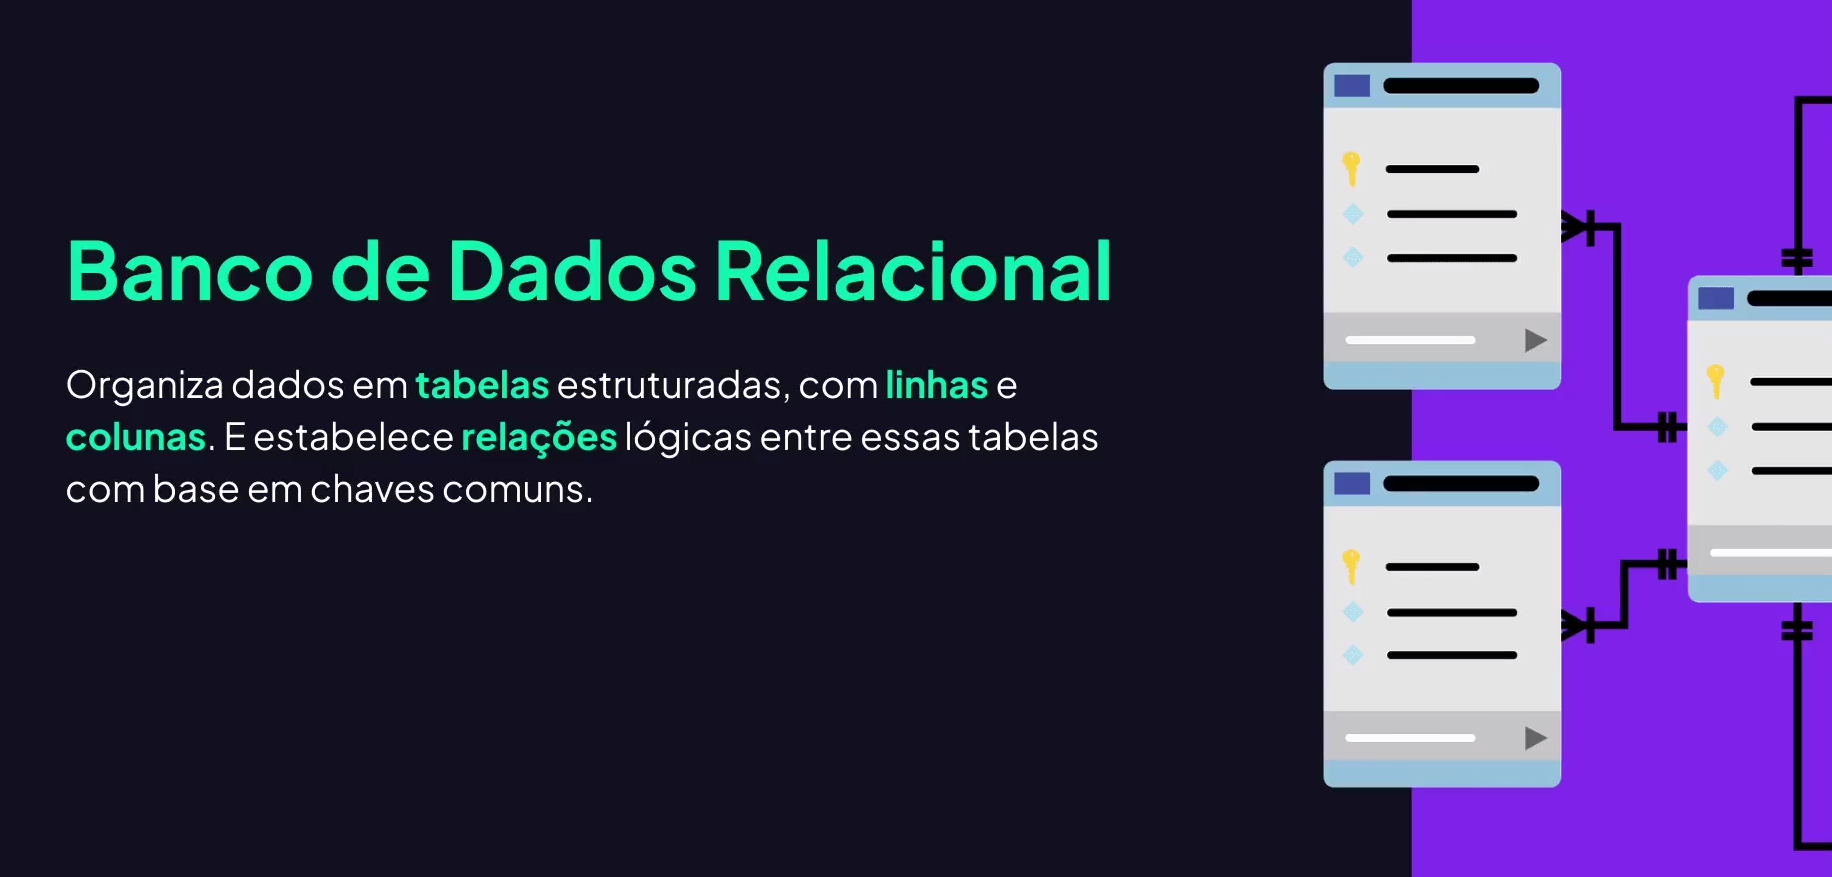 Banco de Dados Relacional
Organiza dados em tabelas estruturadas, com linhas e
colunas. E estabelece relações lógicas entre essas tabelas
com base em chaves comuns.